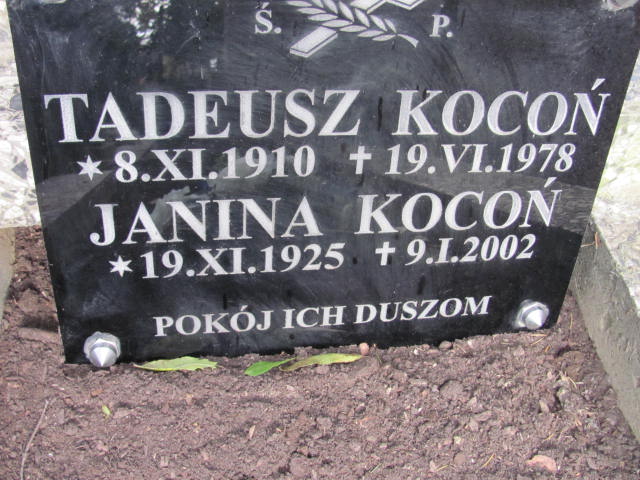 Ś. P.
TADEUSZ KOCOŃ
✶ 8.XI.1910 ✝ 19.VI.1978
JANINA KOCOŃ
✶ 19.XI.1925 ✝ 9.I.2002
POKÓJ ICH DUSZOM